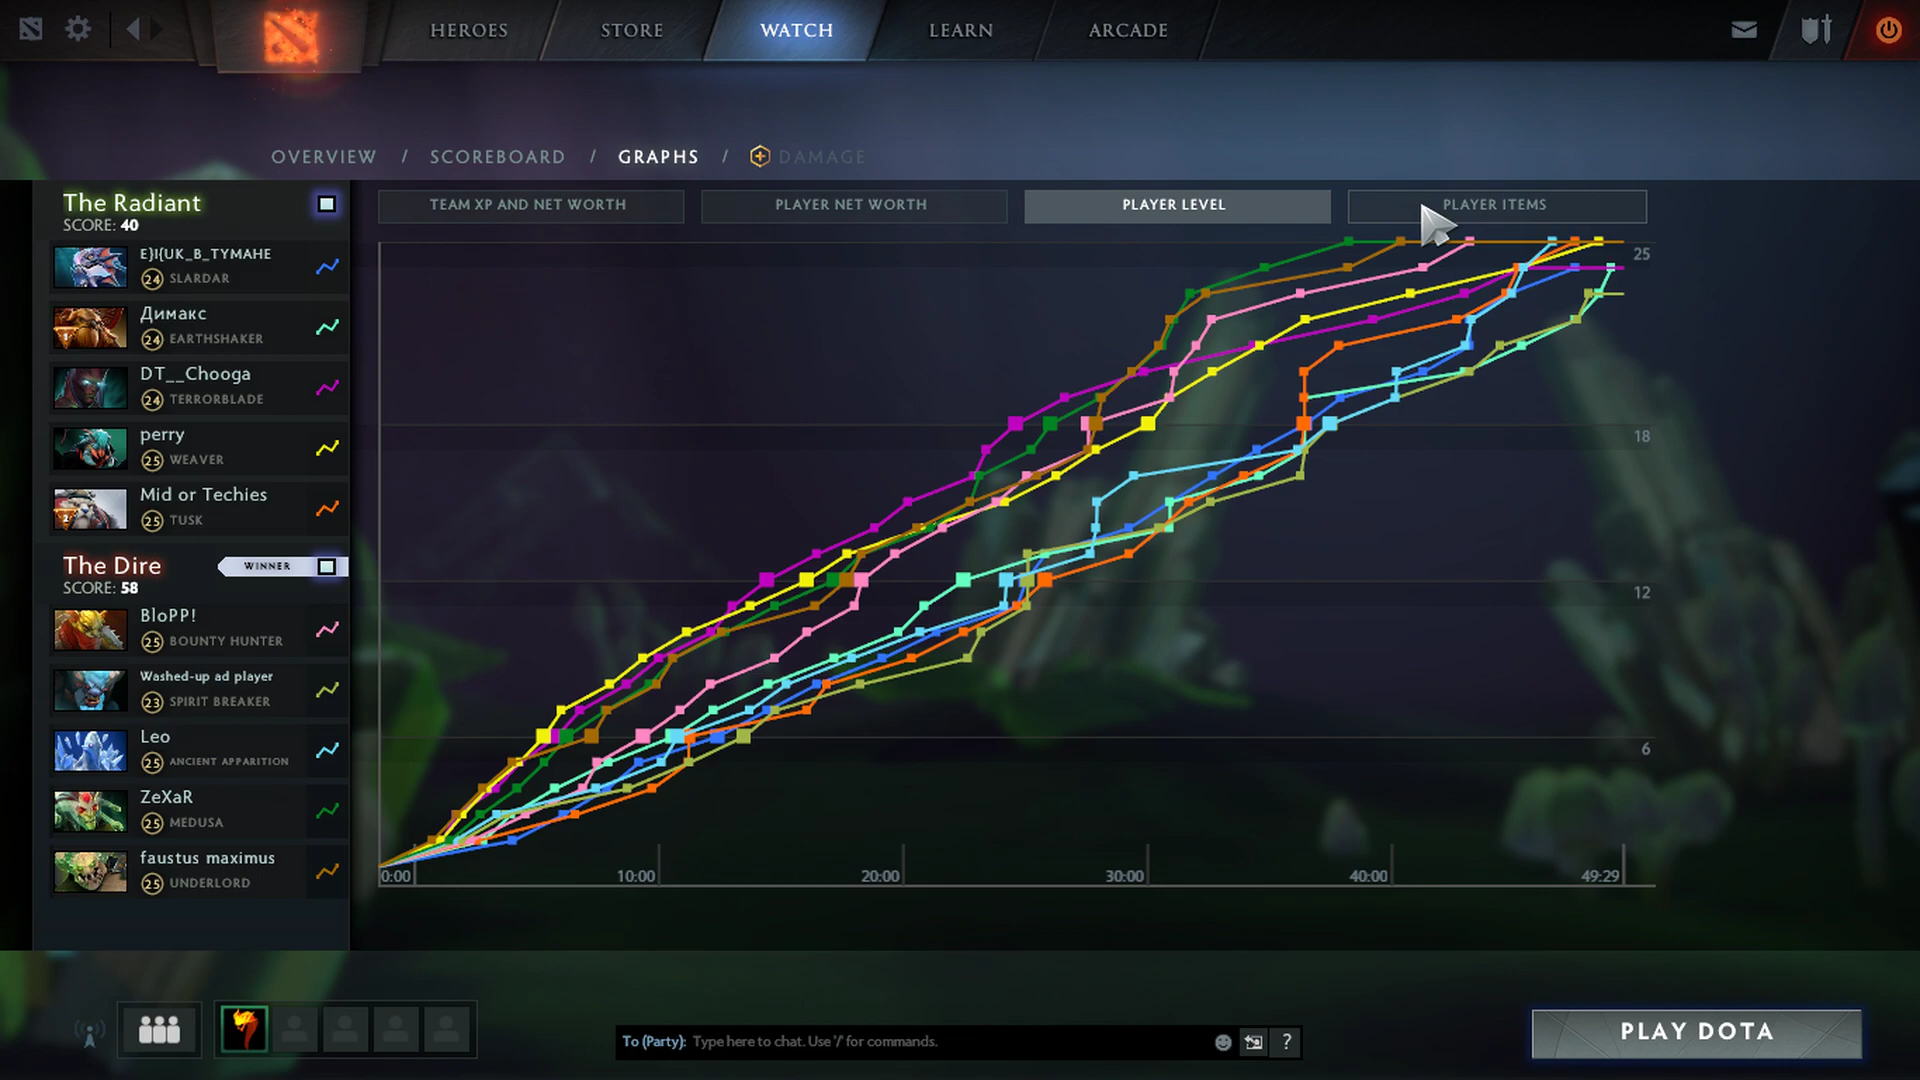 HEROES
STORE
WATCH
LEARN
ARCADE
OVERVIEW / SCOREBOARD / GRAPHS / DAMAGE
The Radiant
SCORE: 40
E}I{UK_B_TYMAHE
24 SLARDAR
Димакс
24 EARTHSHAKER
DT__Chooga
24 TERRORBLADE
perry
25 WEAVER
Mid or Techies
25 TUSK
The Dire
WINNER
SCORE: 58
BloPP!
25 BOUNTY HUNTER
Washed-up ad player
23 SPIRIT BREAKER
Leo
25 ANCIENT APPARITION
ZeXaR
25 MEDUSA
faustus maximus
25 UNDERLORD
TEAM XP AND NET WORTH
PLAYER NET WORTH
PLAYER LEVEL
PLAYER ITEMS
25
18
12
6
0:00
10:00
20:00
30:00
40:00
49:29
To (Party): Type here to chat. Use '/' for commands.
?
PLAY DOTA